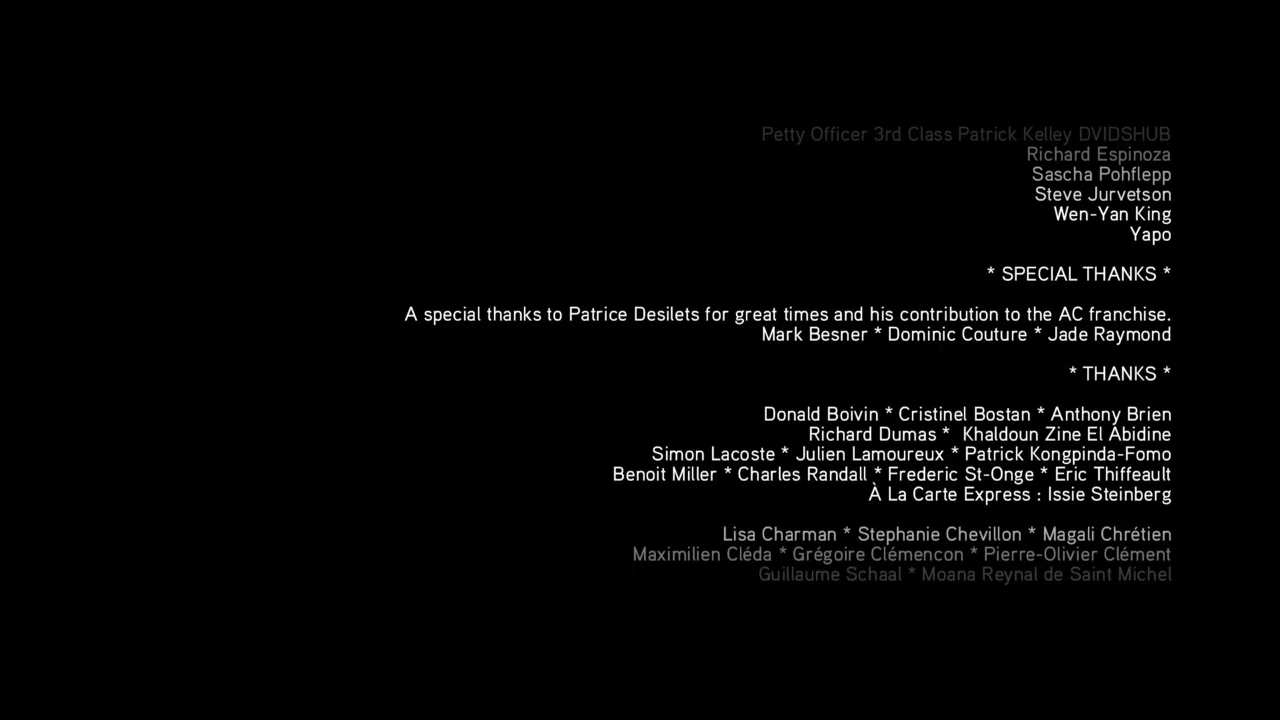 Petty Officer 3rd Class Patrick Kelley DVIDSHUB
Richard Espinoza
Sascha Pohflepp
Steve Jurvetson
Wen-Yan King
Yapo
* SPECIAL THANKS *
A special thanks to Patrice Desilets for great times and his contribution to the AC franchise.
Mark Besner * Dominic Couture * Jade Raymond
* THANKS *
Donald Boivin * Cristinel Bostan * Anthony Brien
Richard Dumas *  Khaldoun Zine El Abidine
Simon Lacoste * Julien Lamoureux * Patrick Kongpinda-Fomo
Benoit Miller * Charles Randall * Frederic St-Onge * Eric Thiffeault
À La Carte Express : Issie Steinberg
Lisa Charman * Stephanie Chevillon * Magali Chrétien
Maximilien Cléda * Grégoire Clémencon * Pierre-Olivier Clément
Guillaume Schaal * Moana Reynal de Saint Michel